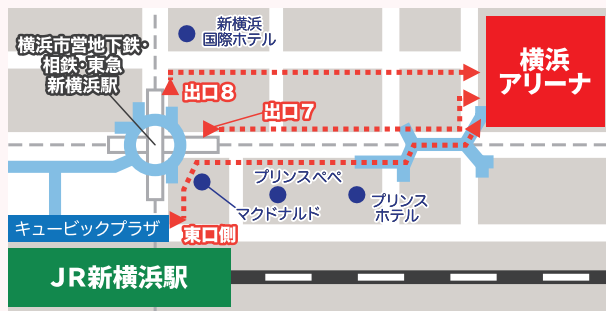 新横浜
国際ホテル
横浜市営地下鉄・
相鉄・東急
新横浜駅
横浜
アリーナ
出口8
出口7
プリンスペペ
マクドナルド
プリンス
ホテル
キュービックプラザ
東口側
JR新横浜駅